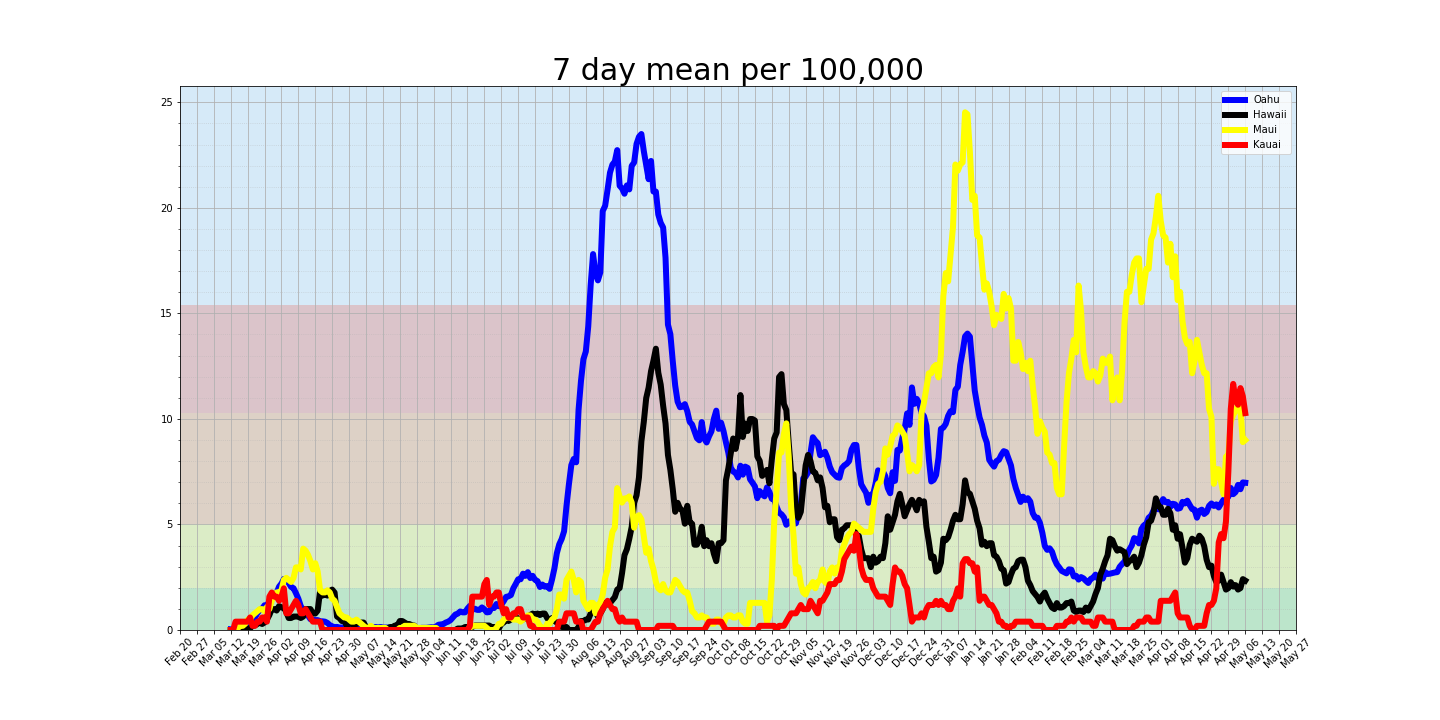 7 day mean per 100,000
25
20
15
10
5
0
Oahu
Hawaii
Maui
Kauai
Feb 20
Feb 27
Mar 05
Mar 12
Mar 19
Mar 26
Apr 02
Apr 09
Apr 16
Apr 23
Apr 30
May 07
May 14
May 21
May 28
Jun 04
Jun 11
Jun 18
Jun 25
Jul 02
Jul 09
Jul 16
Jul 23
Jul 30
Aug 06
Aug 13
Aug 20
Aug 27
Sep 03
Sep 10
Sep 17
Sep 24
Oct 01
Oct 08
Oct 15
Oct 22
Oct 29
Nov 05
Nov 12
Nov 19
Nov 26
Dec 03
Dec 10
Dec 17
Dec 24
Dec 31
Jan 07
Jan 14
Jan 21
Jan 28
Feb 04
Feb 11
Feb 18
Feb 25
Mar 04
Mar 11
Mar 18
Mar 25
Apr 01
Apr 08
Apr 15
Apr 22
Apr 29
May 06
May 13
May 20
May 27